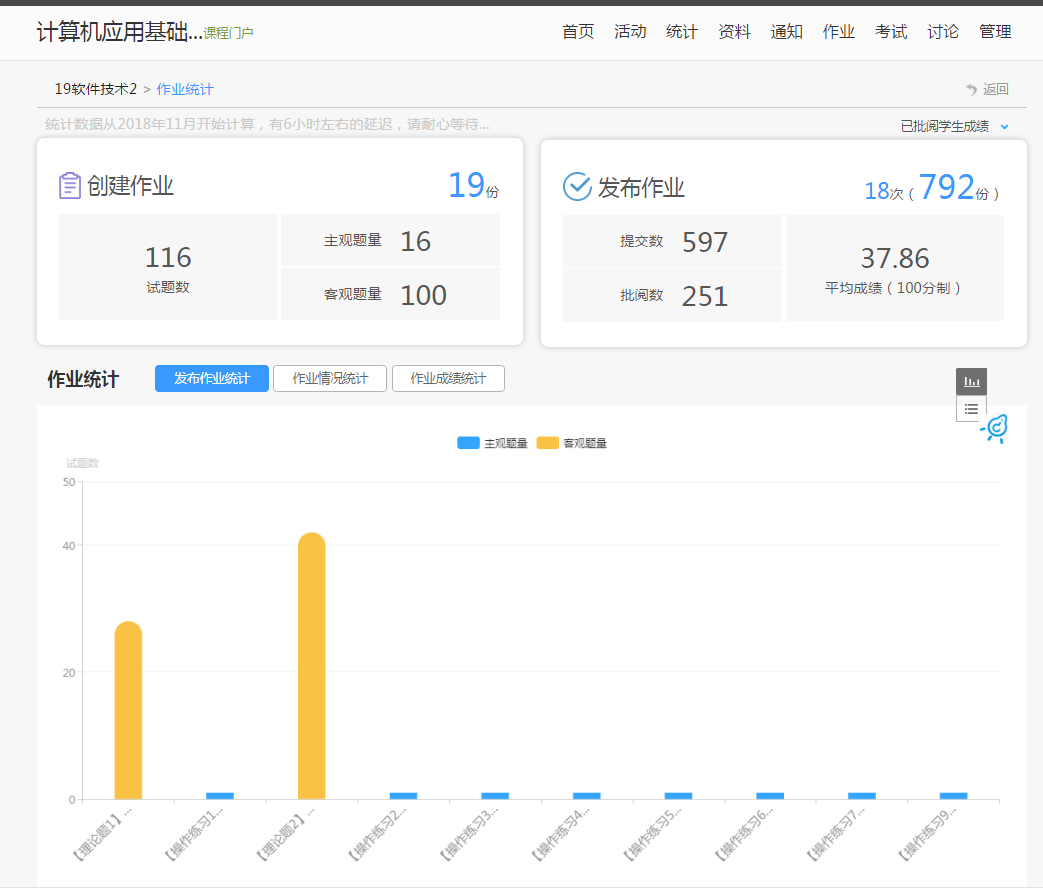 计算机应用基础...课程门户
首页 活动 统计 资料 通知 作业 考试 讨论 管理
19软件技术2 > 作业统计
返回
统计数据从2018年11月开始计算，有6小时左右的延迟，请耐心等待...
已批阅学生成绩
创建作业
19份
116
试题数
主观题量 16
客观题量 100
发布作业
18次（792份）
提交数 597
批阅数 251
37.86
平均成绩（100分制）
作业统计
发布作业统计
作业情况统计
作业成绩统计
主观题量 客观题量
试题数
50
40
20
0
【理论题1】...
【操作练习1...
【理论题2】...
【操作练习2...
【操作练习3...
【操作练习4...
【操作练习5...
【操作练习6...
【操作练习7...
【操作练习9...